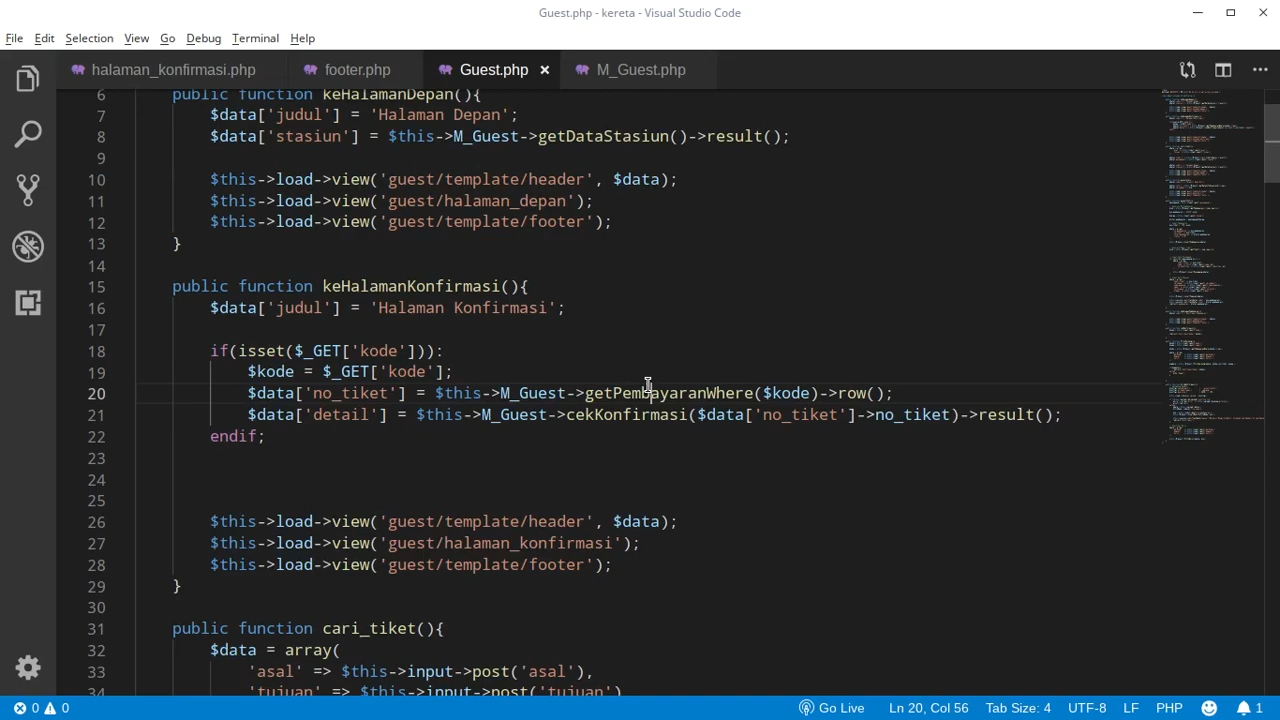 Guest.php - kereta - Visual Studio Code
File Edit Selection View Go Debug Terminal Help
halaman_konfirmasi.php footer.php Guest.php M_Guest.php
6 public function keHalamanDepan(){
7 $data['judul'] = 'Halaman Depan';
8 $data['stasiun'] = $this->M_Guest->getDataStasiun()->result();
9
10 $this->load->view('guest/template/header', $data);
11 $this->load->view('guest/halaman_depan');
12 $this->load->view('guest/template/footer');
13 }
14
15 public function keHalamanKonfirmasi(){
16 $data['judul'] = 'Halaman Konfirmasi';
17
18 if(isset($_GET['kode'])):
19 $kode = $_GET['kode'];
20 $data['no_tiket'] = $this->M_Guest->getPembayaranWhere($kode)->row();
21 $data['detail'] = $this->M_Guest->cekKonfirmasi($data['no_tiket']->no_tiket)->result();
22 endif;
23
24
25
26 $this->load->view('guest/template/header', $data);
27 $this->load->view('guest/halaman_konfirmasi');
28 $this->load->view('guest/template/footer');
29 }
30
31 public function cari_tiket(){
32 $data = array(
33 'asal' => $this->input->post('asal'),
34 'tujuan' => $this->input->post('tujuan')
0 0 Go Live Ln 20, Col 56 Tab Size: 4 UTF-8 LF PHP 1